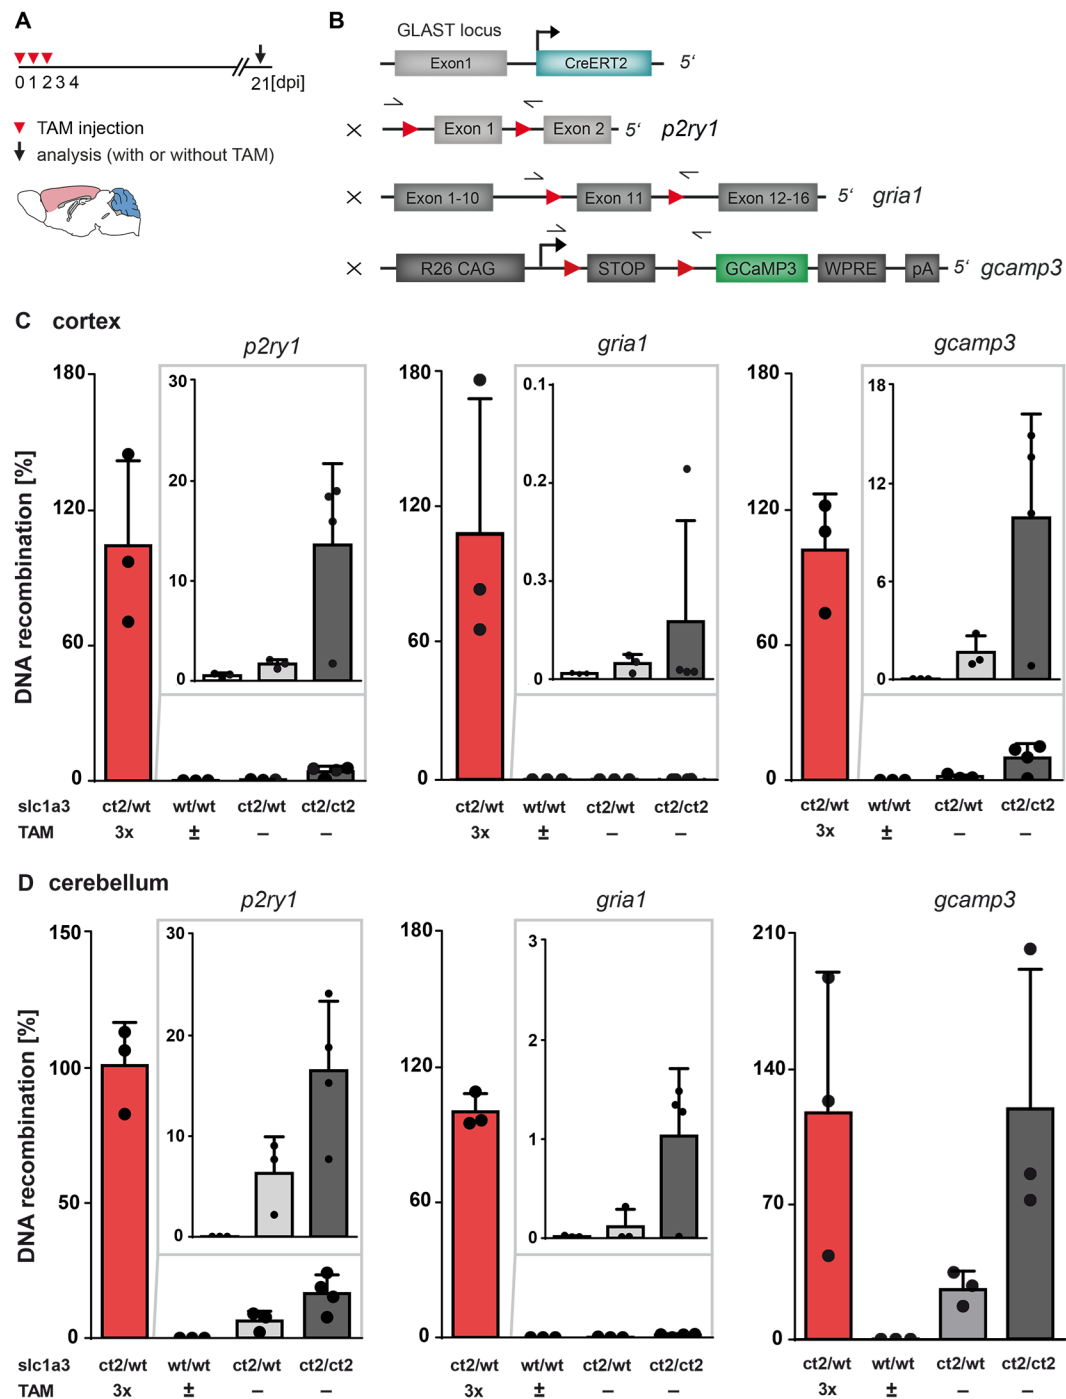 A
0 1 2 3 4
21[dpi]
TAM injection
analysis (with or without TAM)
B
GLAST locus
Exon1
CreERT2
5‘
×
Exon 1
Exon 2
5‘
p2ry1
×
Exon 1-10
Exon 11
Exon 12-16
5‘
gria1
×
R26 CAG
STOP
GCaMP3
WPRE
pA
5‘
gcamp3
C cortex
DNA recombination [%]
p2ry1
180
120
60
0
30
20
10
0
gria1
180
120
60
0
0.1
0.2
0.3
0
gcamp3
180
120
60
0
18
12
6
0
slc1a3 ct2/wt wt/wt ct2/wt ct2/ct2 ct2/wt wt/wt ct2/wt ct2/ct2 ct2/wt wt/wt ct2/wt ct2/ct2
TAM 3x ± – – 3x ± – – 3x ± – –
D cerebellum
DNA recombination [%]
p2ry1
150
100
50
0
30
20
10
0
gria1
180
120
60
0
3
2
1
0
gcamp3
210
140
70
0
slc1a3 ct2/wt wt/wt ct2/wt ct2/ct2 ct2/wt wt/wt ct2/wt ct2/ct2 ct2/wt wt/wt ct2/wt ct2/ct2
TAM 3x ± – – 3x ± – – 3x ± – –